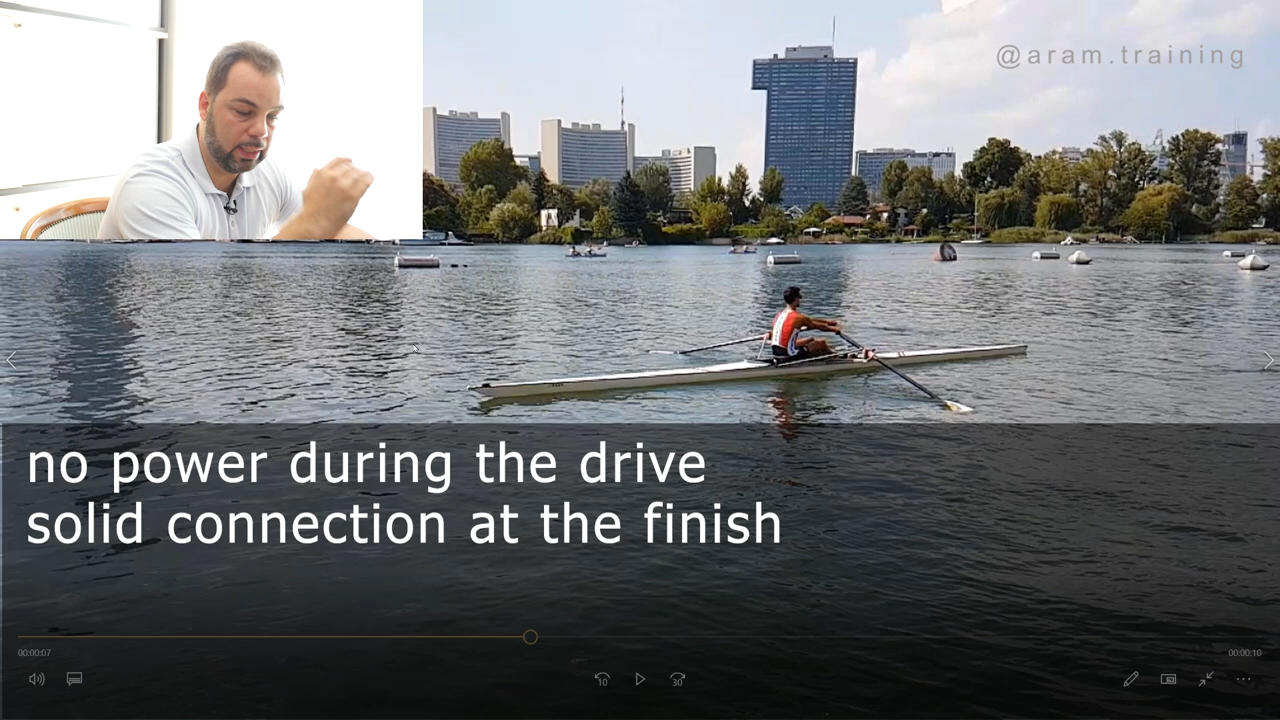 @aram.training
no power during the drive
solid connection at the finish
00:00:07
00:00:10
10
30